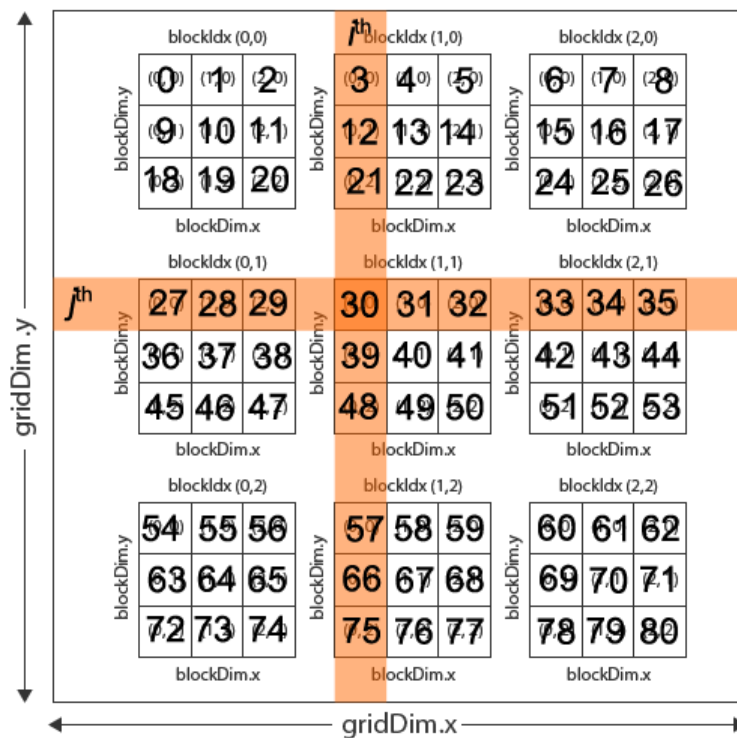 i th
blockIdx (0,0) blockIdx (1,0) blockIdx (2,0)
blockDim.y 0 1 2 blockDim.y 3 4 5 blockDim.y 6 7 8
9 10 11 12 13 14 15 16 17
18 19 20 21 22 23 24 25 26
blockDim.x blockDim.x blockDim.x
blockIdx (0,1) blockIdx (1,1) blockIdx (2,1)
j th blockDim.y 27 28 29 blockDim.y 30 31 32 blockDim.y 33 34 35
36 37 38 39 40 41 42 43 44
45 46 47 48 49 50 51 52 53
blockDim.x blockDim.x blockDim.x
blockIdx (0,2) blockIdx (1,2) blockIdx (2,2)
blockDim.y 54 55 56 blockDim.y 57 58 59 blockDim.y 60 61 62
63 64 65 66 67 68 69 70 71
72 73 74 75 76 77 78 79 80
blockDim.x blockDim.x blockDim.x
gridDim.y
gridDim.x